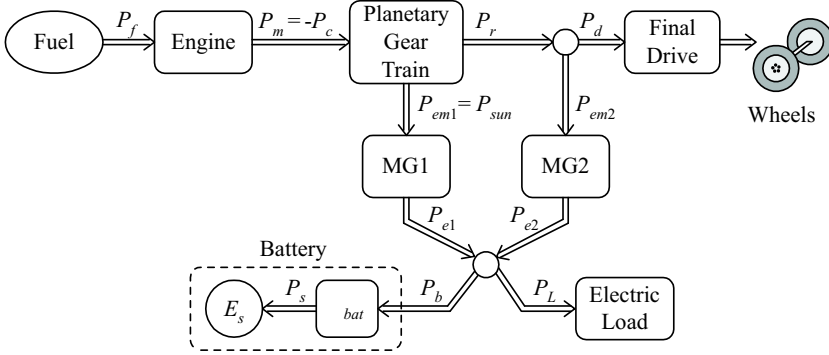 Fuel
P_f
Engine
P_m = -P_c
Planetary
Gear
Train
P_r
P_d
Final
Drive
Wheels
P_em1 = P_sun
P_em2
MG1
MG2
P_e1
P_e2
Battery
E_s
P_s
bat
P_b
P_L
Electric
Load